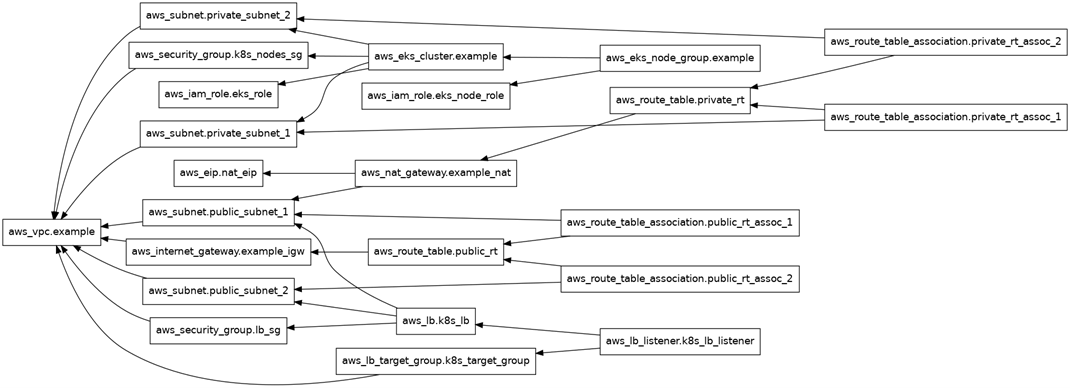 aws_subnet.private_subnet_2
aws_security_group.k8s_nodes_sg
aws_eks_cluster.example
aws_eks_node_group.example
aws_route_table_association.private_rt_assoc_2
aws_iam_role.eks_role
aws_iam_role.eks_node_role
aws_route_table.private_rt
aws_subnet.private_subnet_1
aws_route_table_association.private_rt_assoc_1
aws_eip.nat_eip
aws_nat_gateway.example_nat
aws_subnet.public_subnet_1
aws_route_table_association.public_rt_assoc_1
aws_vpc.example
aws_internet_gateway.example_igw
aws_route_table.public_rt
aws_subnet.public_subnet_2
aws_route_table_association.public_rt_assoc_2
aws_security_group.lb_sg
aws_lb.k8s_lb
aws_lb_listener.k8s_lb_listener
aws_lb_target_group.k8s_target_group